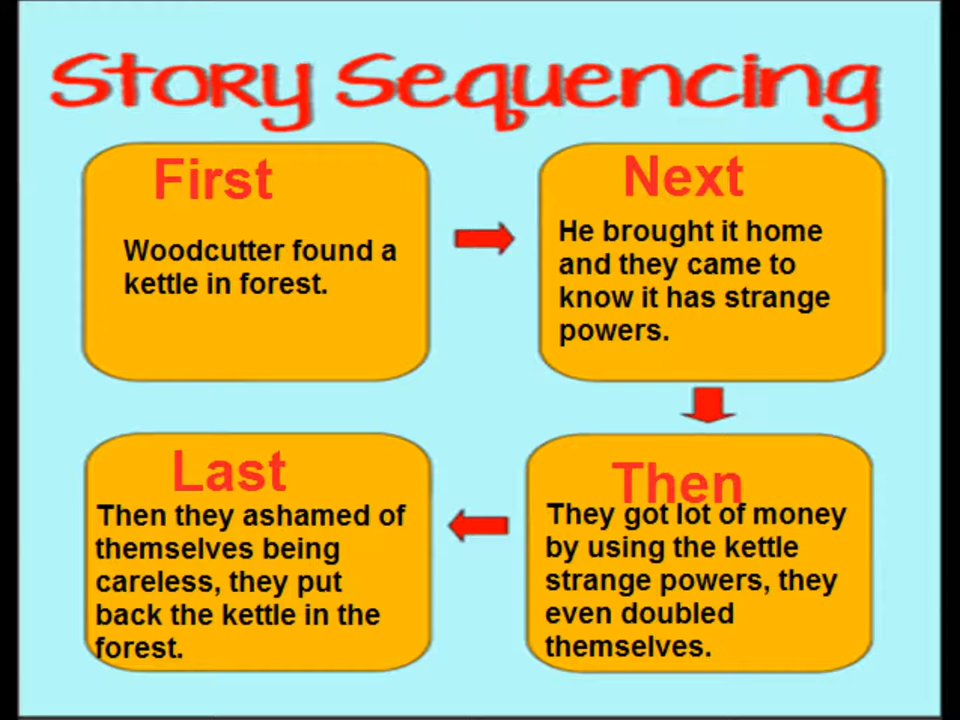 Story Sequencing
First
Woodcutter found a
kettle in forest.
Next
He brought it home
and they came to
know it has strange
powers.
Then
They got lot of money
by using the kettle
strange powers, they
even doubled
themselves.
Last
Then they ashamed of
themselves being
careless, they put
back the kettle in the
forest.